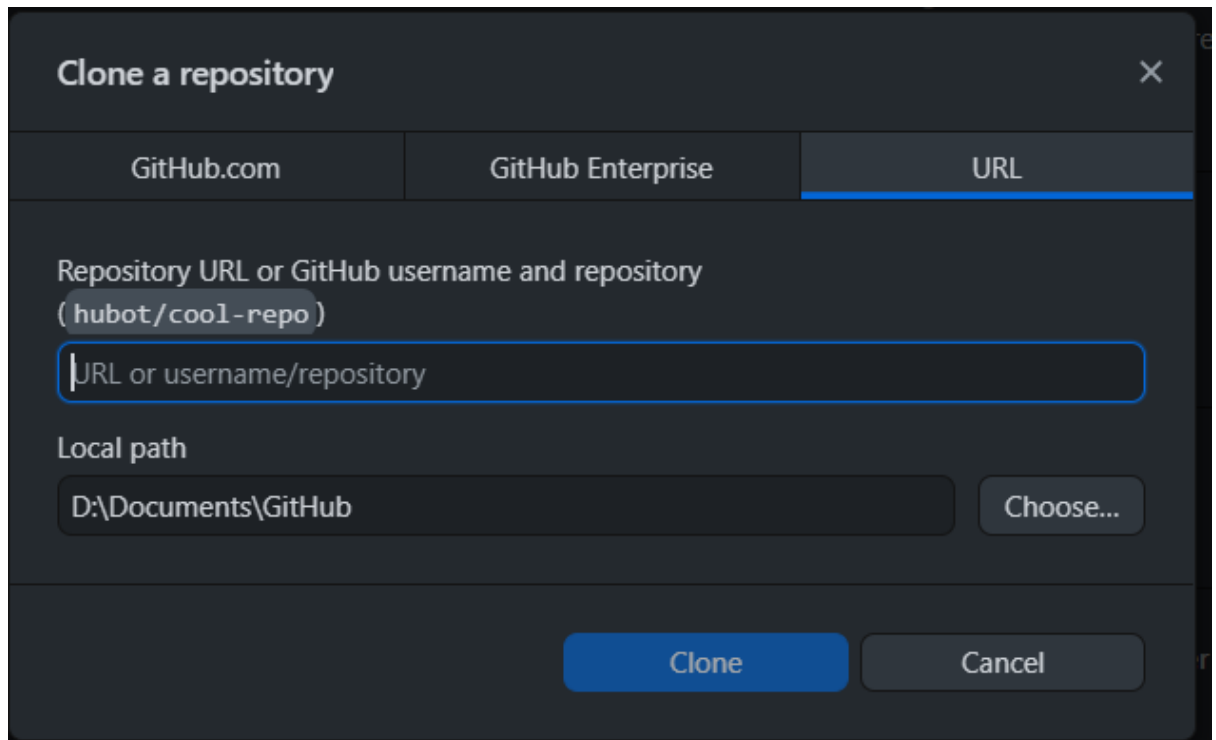 Clone a repository
GitHub.com
GitHub Enterprise
URL
Repository URL or GitHub username and repository
(hubot/cool-repo)
URL or username/repository
Local path
D:\Documents\GitHub
Choose...
Clone
Cancel